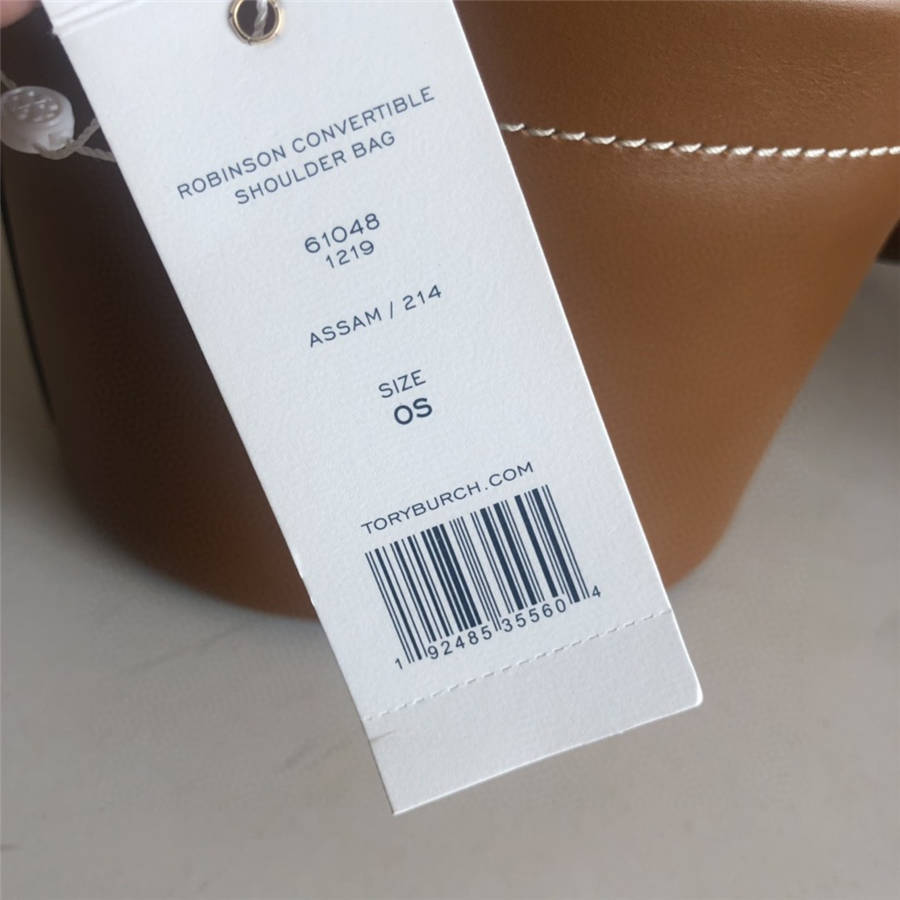 ROBINSON CONVERTIBLE
SHOULDER BAG
61048
1219
ASSAM / 214
SIZE
OS
TORYBURCH.COM
1 92485 35560 4